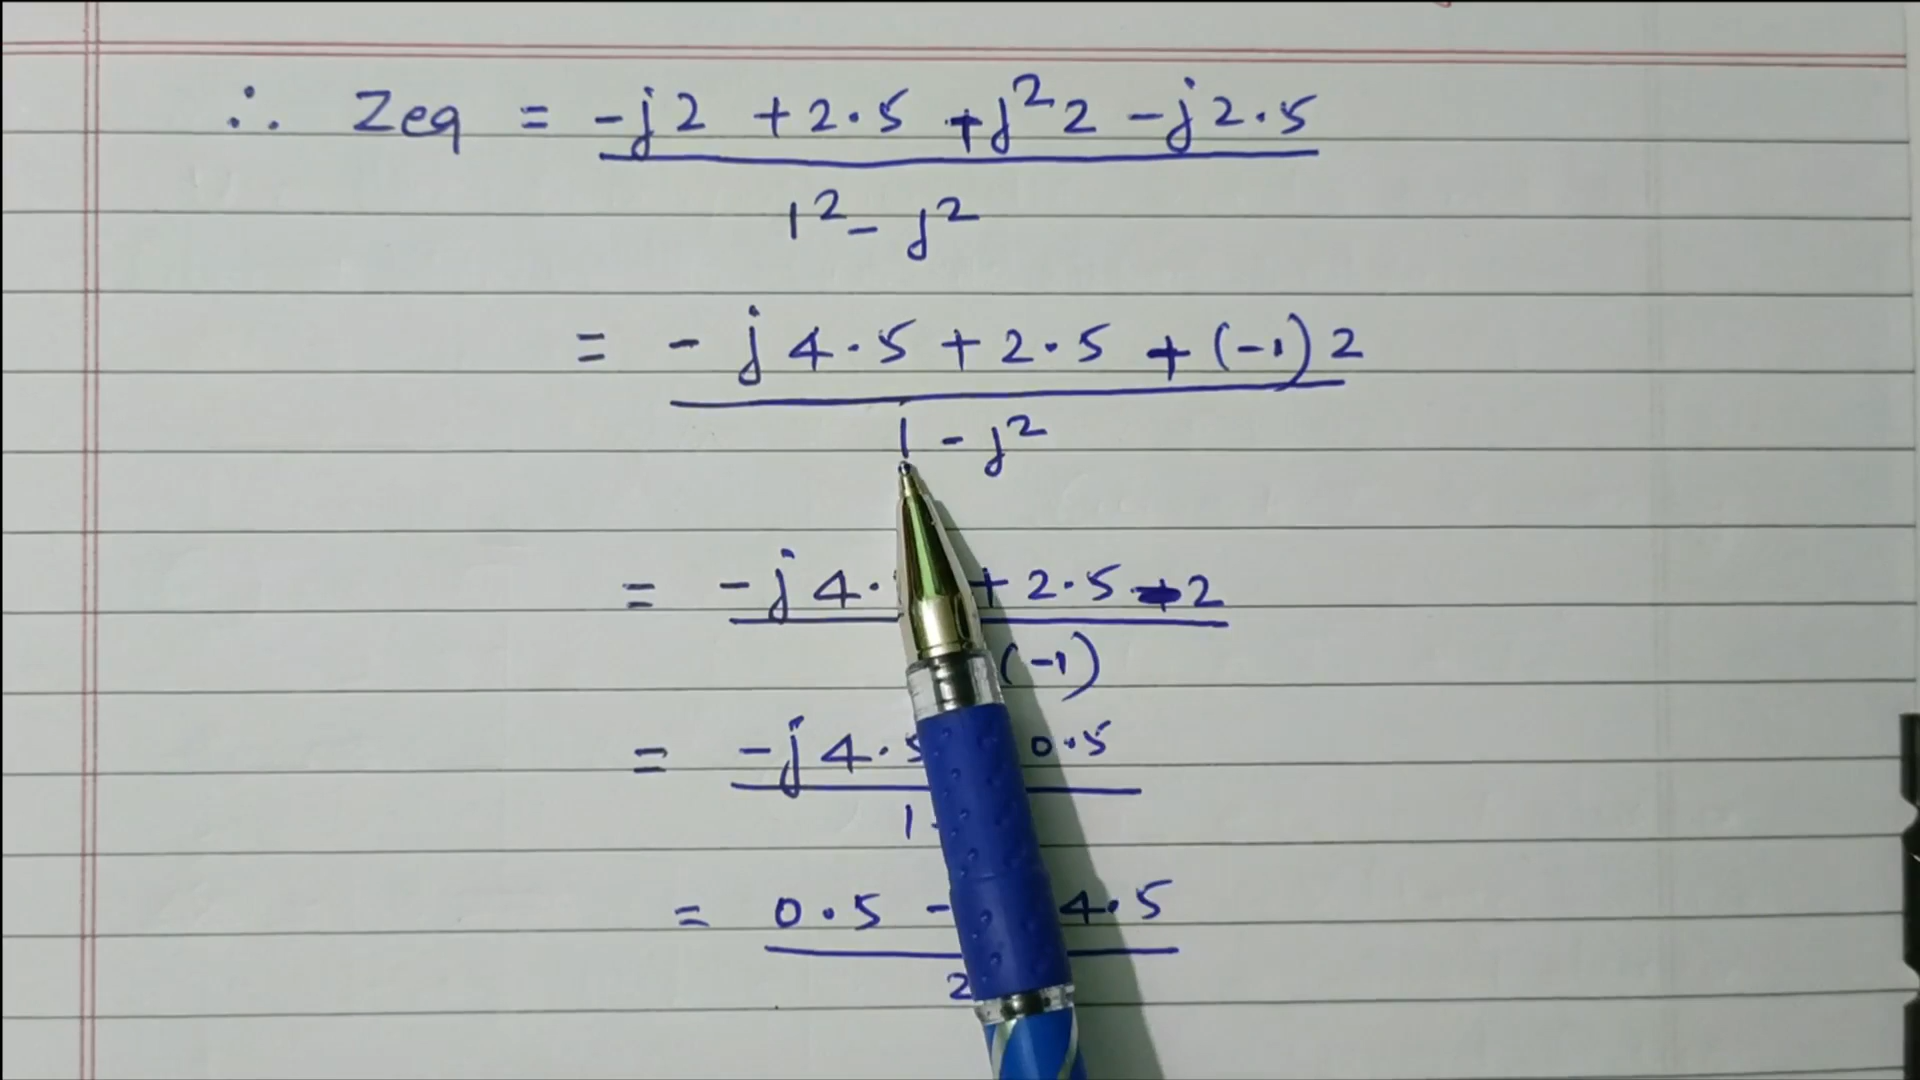 ∴ Zeq = -j2 + 2.5 + j²2 - j2.5
1² - j²
= -j4.5 + 2.5 + (-1)2
1 - j²
= -j4. + 2.5 - 2
(-1)
= -j4.5 0.5
1
= 0.5 - 4.5
2